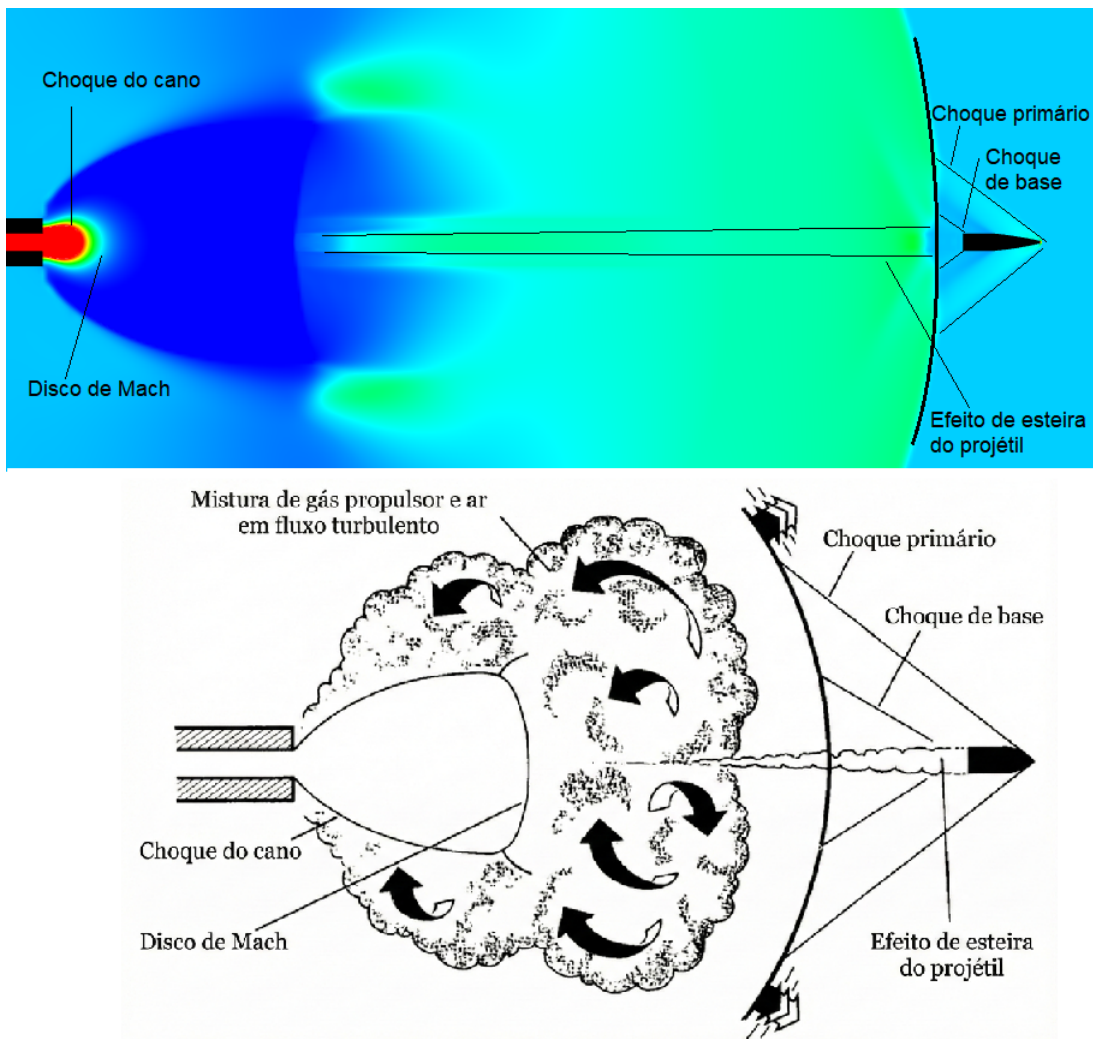 Choque do cano
Choque primário
Choque
de base
Disco de Mach
Efeito de esteira
do projétil
Mistura de gás propulsor e ar
em fluxo turbulento
Choque primário
Choque de base
Choque do cano
Disco de Mach
Efeito de esteira
do projétil